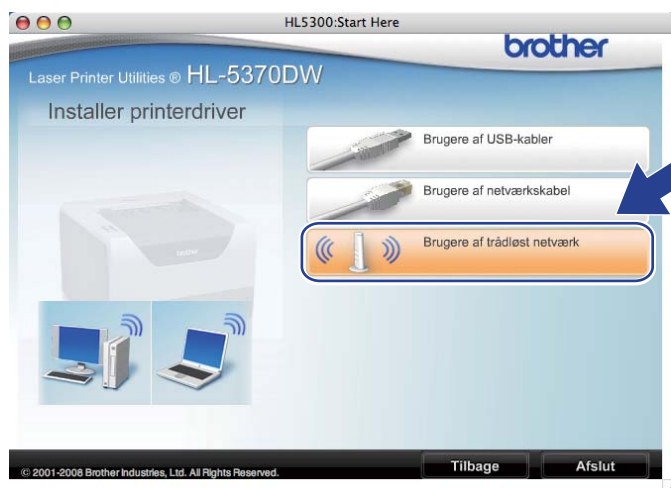 HL5300:Start Here
brother
Laser Printer Utilities ® HL-5370DW
Installer printerdriver
Brugere af USB-kabler
Brugere af netværkskabel
Brugere af trådløst netværk
© 2001-2008 Brother Industries, Ltd. All Rights Reserved.
Tilbage
Afslut